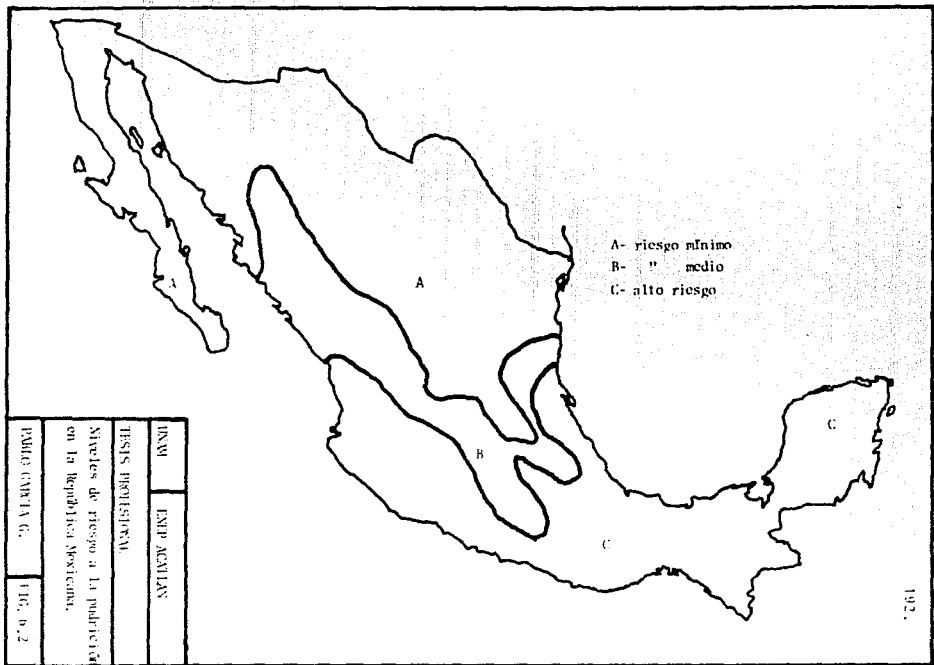 A- riesgo mínimo
B- " medio
C- alto riesgo
A
A
B
C
C
UNAM
ENEP ACATLAN
TESIS PROFESIONAL
Niveles de riesgo a la pudrición
en la República Mexicana.
PABLO GARCIA G.
FIG. 6.2
192.